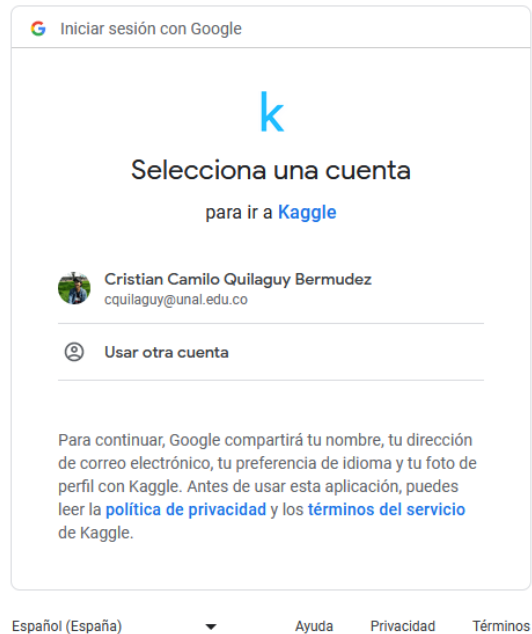 Iniciar sesión con Google
k
Selecciona una cuenta
para ir a Kaggle
Cristian Camilo Quilaguy Bermudez
cquilaguy@unal.edu.co
Usar otra cuenta
Para continuar, Google compartirá tu nombre, tu dirección
de correo electrónico, tu preferencia de idioma y tu foto de
perfil con Kaggle. Antes de usar esta aplicación, puedes
leer la política de privacidad y los términos del servicio
de Kaggle.
Español (España) Ayuda Privacidad Términos